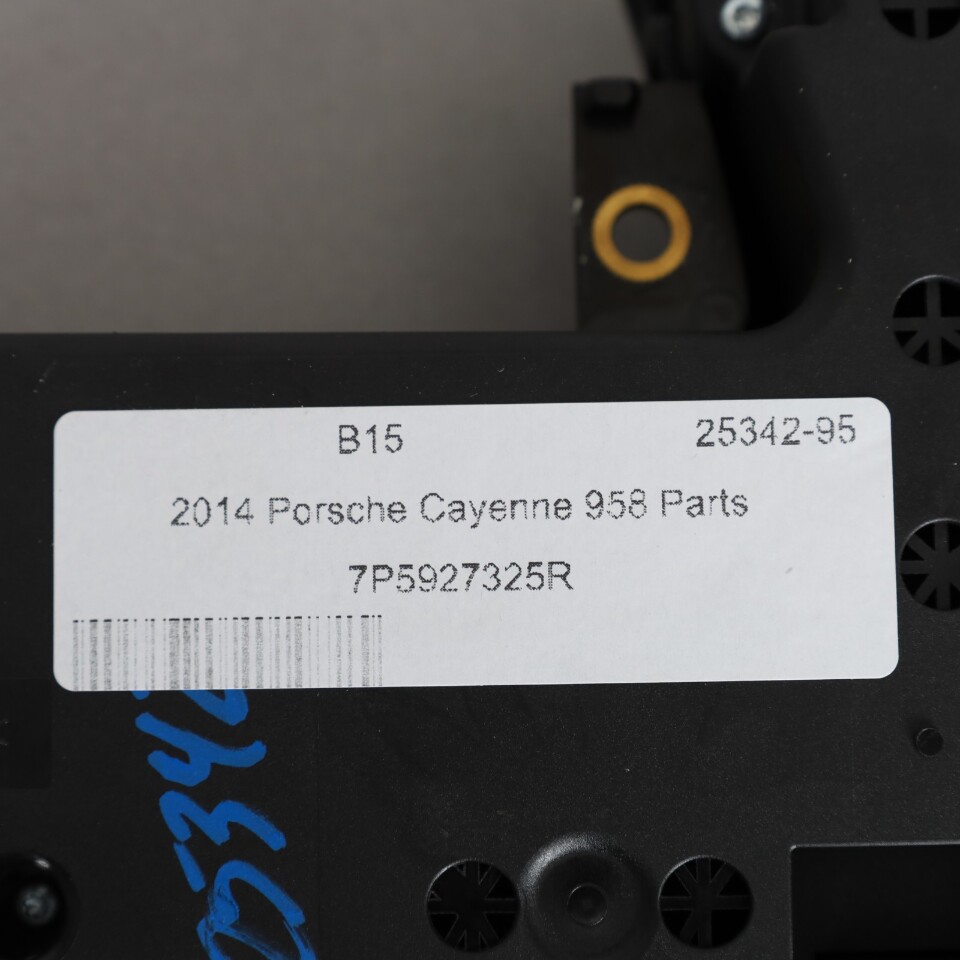 B15 25342-95
2014 Porsche Cayenne 958 Parts
7P5927325R